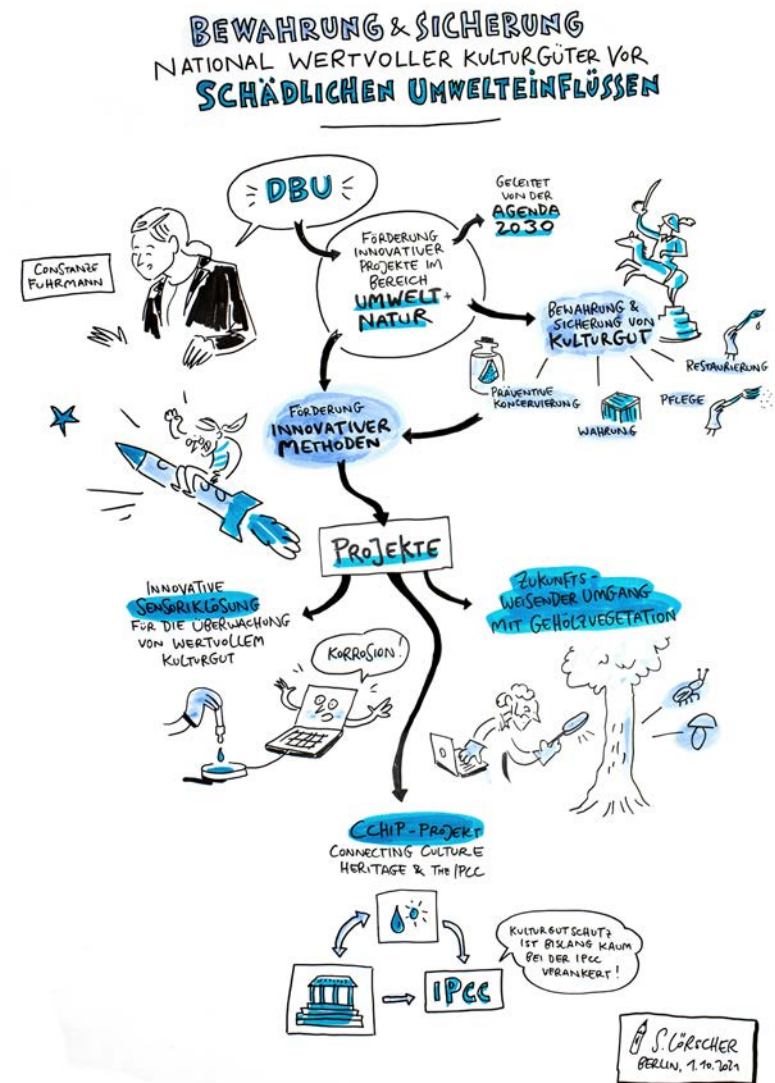 BEWAHRUNG & SICHERUNG
NATIONAL WERTVOLLER KULTURGÜTER VOR
SCHÄDLICHEN UMWELTEINFLÜSSEN
DBU
CONSTANZE
FUHRMANN
FÖRDERUNG
INNOVATIVER
PROJEKTE IM
BEREICH
UMWELT +
NATUR
GELEITET
VON DER
AGENDA
2030
BEWAHRUNG &
SICHERUNG VON
KULTURGUT
PRÄVENTIVE
KONSERVIERUNG
WAHRUNG
PFLEGE
RESTAURIERUNG
FÖRDERUNG
INNOVATIVER
METHODEN
PROJEKTE
INNOVATIVE
SENSORIKLÖSUNG
FÜR DIE ÜBERWACHUNG
VON WERTVOLLEM
KULTURGUT
KORROSION!
ZUKUNFTS-
WEISENDER UMGANG
MIT GEHÖLZVEGETATION
CCHIP-PROJEKT
CONNECTING CULTURE
HERITAGE & THE IPCC
IPCC
KULTURGUTSCHUTZ
IST BISLANG KAUM
BEI DER IPCC
VERANKERT!
S. LÖRSCHER
BERLIN, 1.10.2021